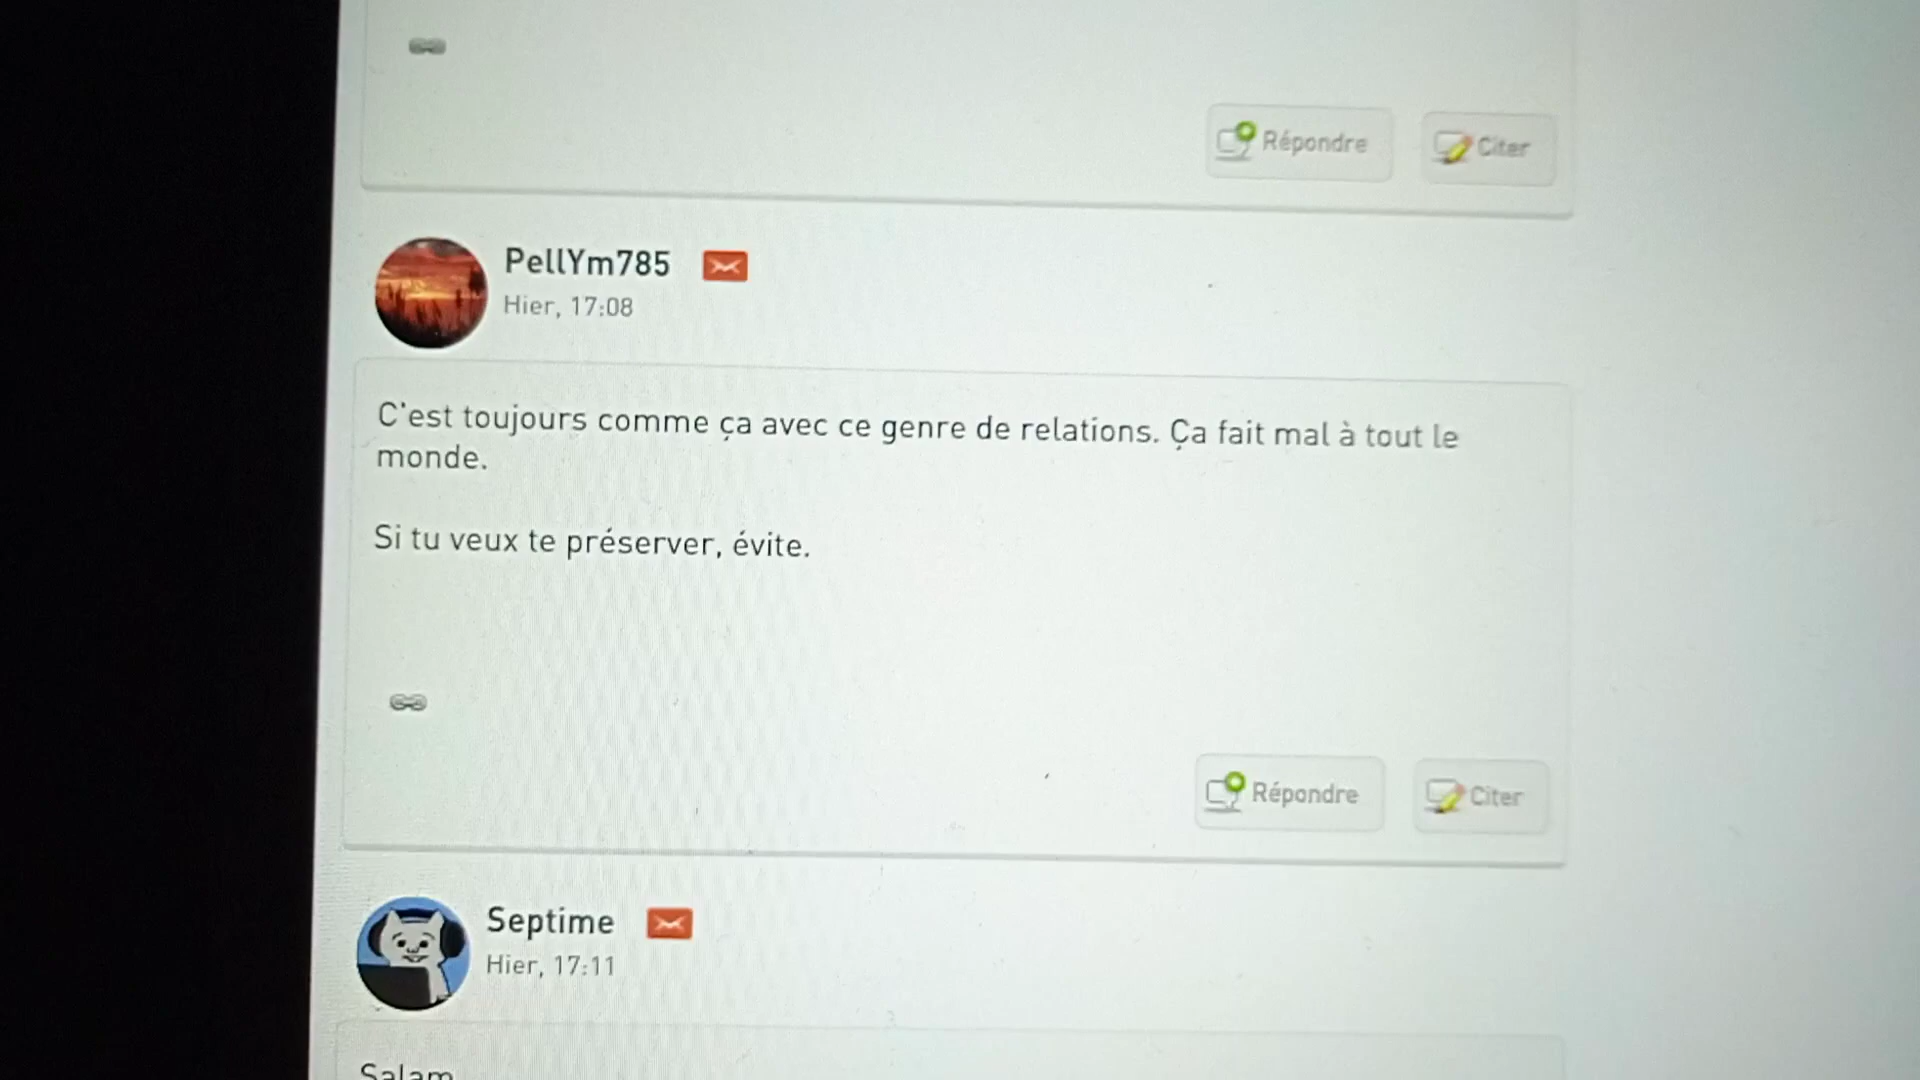 Répondre
Citer
PellYm785
Hier, 17:08
C'est toujours comme ça avec ce genre de relations. Ça fait mal à tout le
monde.
Si tu veux te préserver, évite.
Répondre
Citer
Septime
Hier, 17:11
Salam